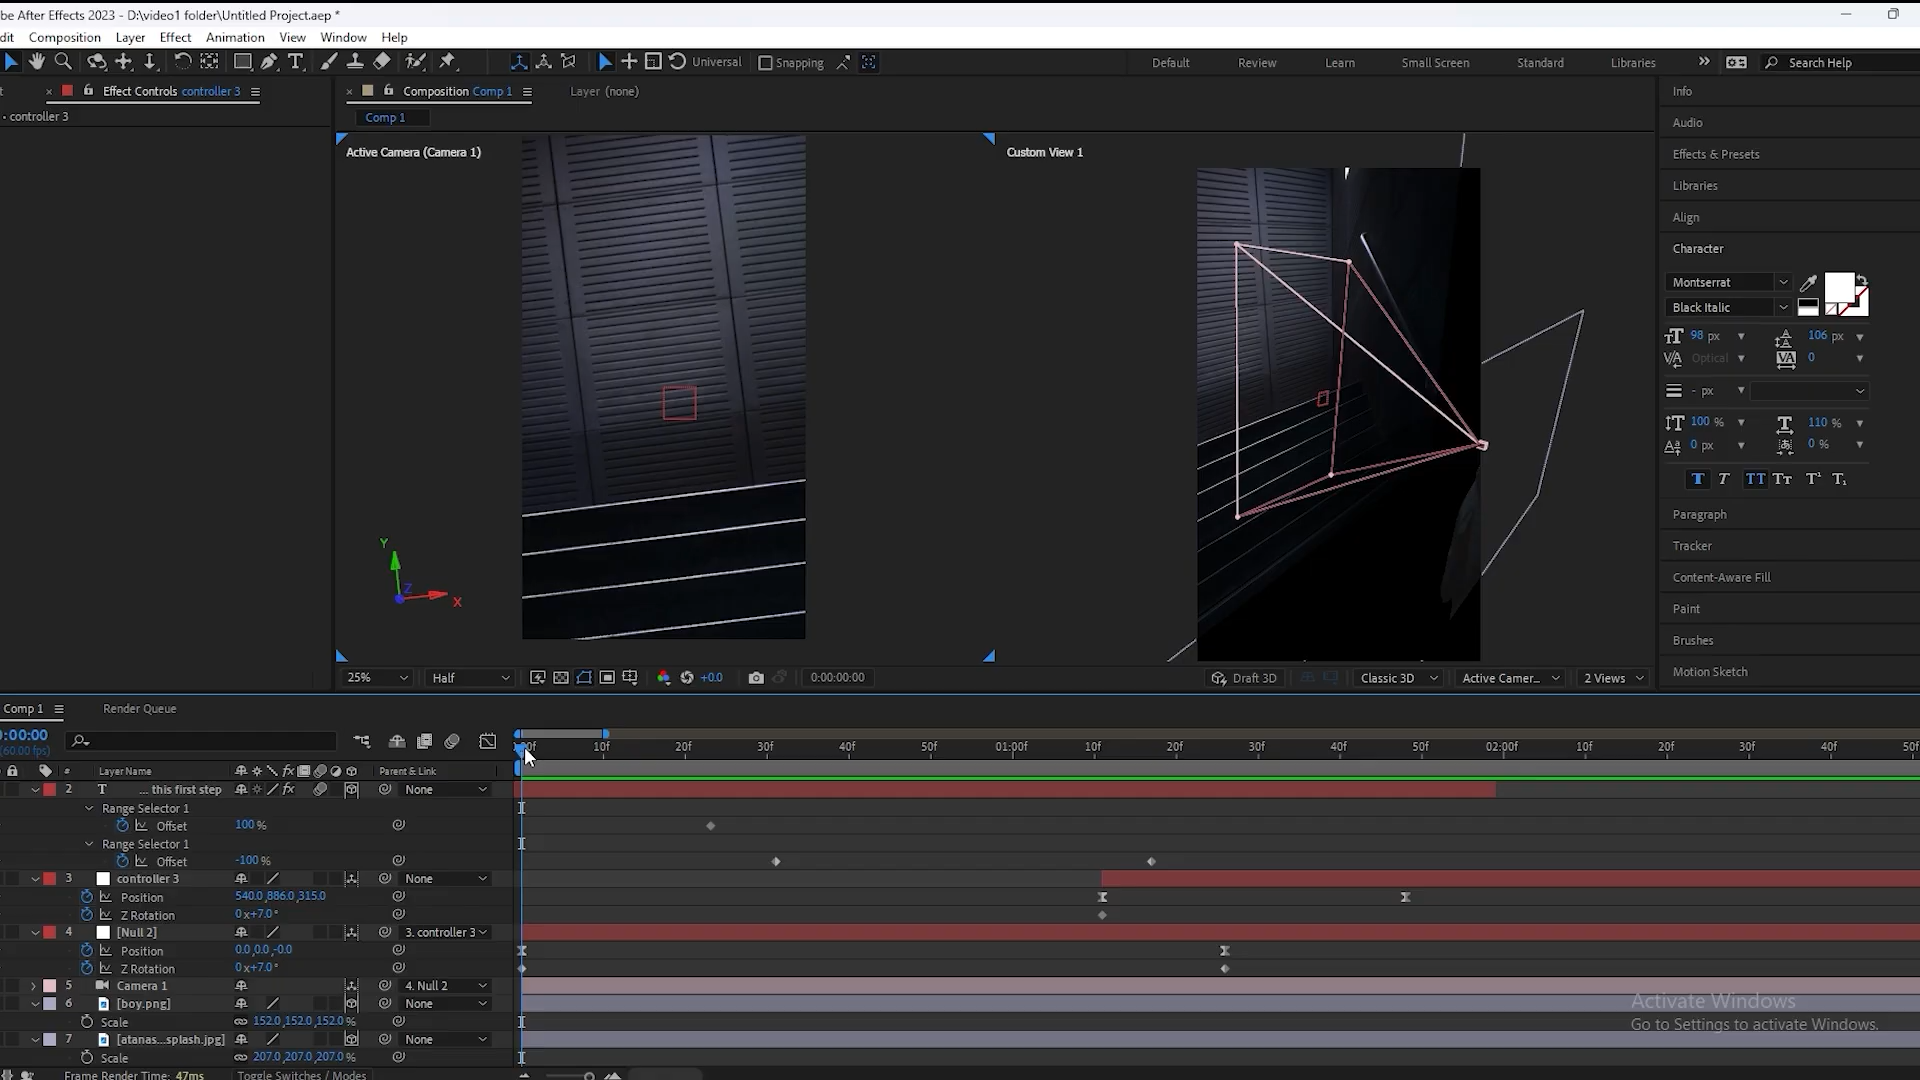 be After Effects 2023 - D:\video1 folder\Untitled Project.aep *
dit Composition Layer Effect Animation View Window Help
Universal Snapping Default Review Learn Small Screen Standard Libraries Search Help
Effect Controls controller 3
Composition Comp 1
Layer (none)
• controller 3
Comp 1
Active Camera (Camera 1)
Custom View 1
Y
Z
X
25% Half +0.0 0:00:00:00 Draft 3D Classic 3D Active Camer... 2 Views
Info
Audio
Effects & Presets
Libraries
Align
Character
Montserrat
Black Italic
98 px 106 px
Optical 0
- px
100 % 110 %
0 px 0 %
T T TT Tr T¹ T₁
Paragraph
Tracker
Content-Aware Fill
Paint
Brushes
Motion Sketch
Comp 1 Render Queue
0:00:00
(60.00 fps)
10f 20f 30f 40f 50f 01:00f 10f 20f 30f 40f 50f 02:00f 10f 20f 30f 40f 50f
# Layer Name Parent & Link
2 T ... this first step None
Range Selector 1
Offset 100 %
Range Selector 1
Offset -100 %
3 controller 3 None
Position 540.0,886.0,315.0
Z Rotation 0x+7.0°
4 [Null 2] 3. controller 3
Position 0.0,0.0,-0.0
Z Rotation 0x+7.0°
5 Camera 1 4. Null 2
6 [boy.png] None
Scale 152.0,152.0,152.0 %
7 [atanas...splash.jpg] None
Scale 207.0,207.0,207.0 %
Frame Render Time: 47ms Toggle Switches / Modes
Activate Windows
Go to Settings to activate Windows.